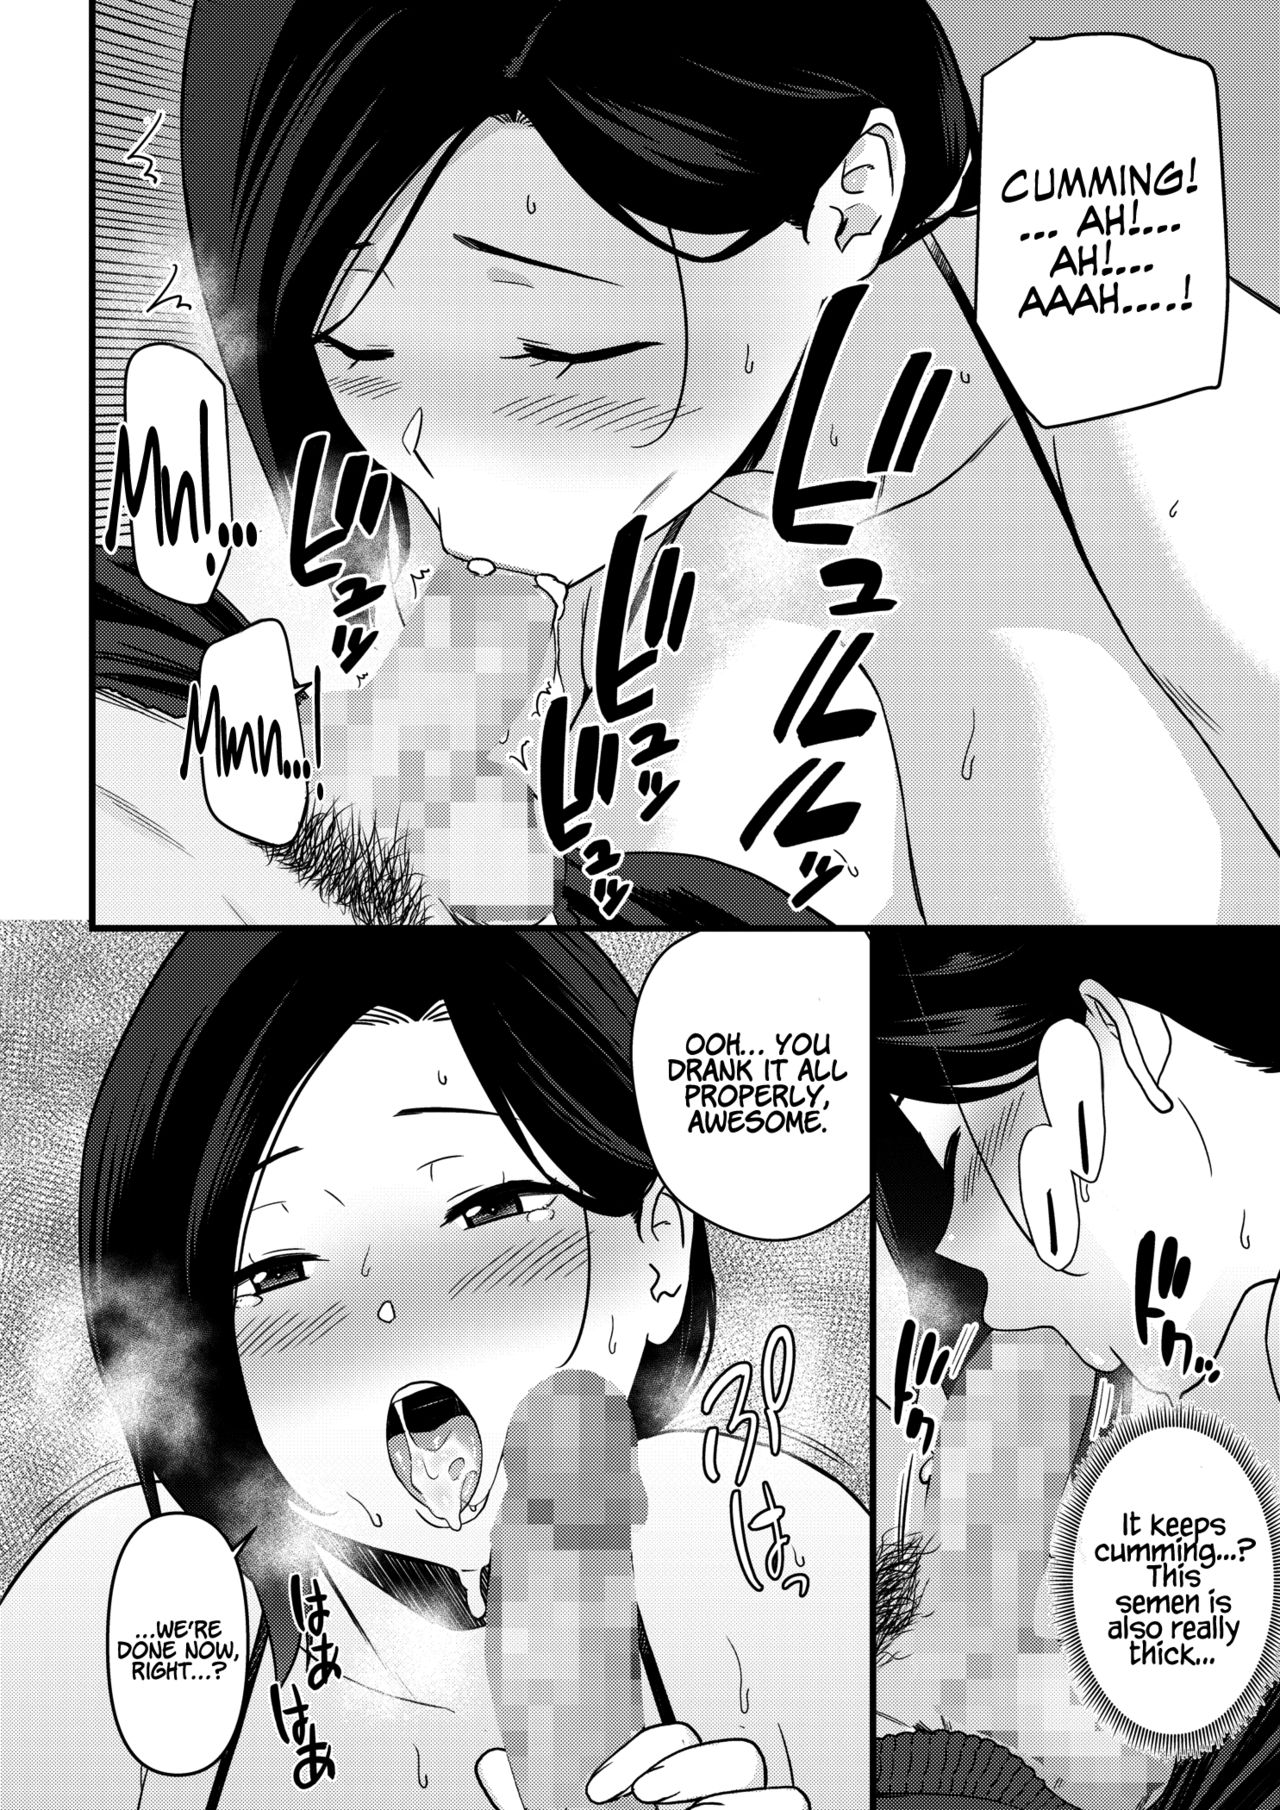 CUMMING!
... AH!....
AH!....
AAAH.....!
ビュルルッ
ビュッ
ビュッ
ビュッ
Mn!...
Mmn...!
ドクッ...
ドクッ
It keeps
cumming...?
This
semen is
also really
thick...
OOH... YOU
DRANK IT ALL
PROPERLY,
AWESOME.
ぷはっ
はぁ
はぁ
...WE'RE
DONE NOW,
RIGHT...?